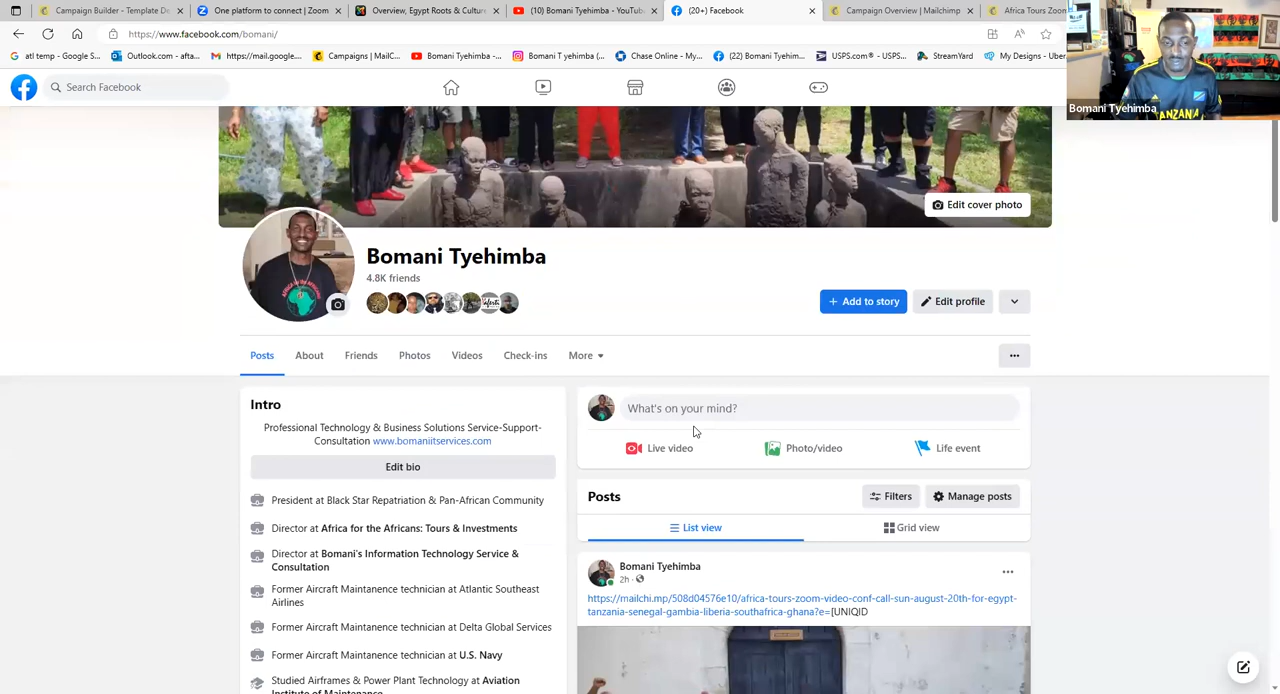 Campaign Builder - Template De
One platform to connect | Zoom
Overview, Egypt Roots & Culture
(10) Bomani Tyehimba - YouTub
(20+) Facebook
Campaign Overview | Mailchimp
Africa Tours Zoom
https://www.facebook.com/bomani/
atl temp - Google S...
Outlook.com - afta...
https://mail.google....
Campaigns | MailC...
Bomani Tyehimba -...
Bomani T yehimba (...
Chase Online - My...
(22) Bomani Tyehim...
USPS.com® - USPS...
StreamYard
My Designs - Uber
Search Facebook
Bomani Tyehimba
TANZANA
Edit cover photo
Bomani Tyehimba
4.8K friends
+ Add to story
Edit profile
Posts
About
Friends
Photos
Videos
Check-ins
More
Intro
Professional Technology & Business Solutions Service-Support-
Consultation www.bomaniitservices.com
Edit bio
President at Black Star Repatriation & Pan-African Community
Director at Africa for the Africans: Tours & Investments
Director at Bomani's Information Technology Service &
Consultation
Former Aircraft Maintanence technician at Atlantic Southeast
Airlines
Former Aircraft Maintanence technician at Delta Global Services
Former Aircraft Maintanence technician at U.S. Navy
Studied Airframes & Power Plant Technology at Aviation
Institute of Maintenance
What's on your mind?
Live video
Photo/video
Life event
Posts
Filters
Manage posts
List view
Grid view
Bomani Tyehimba
2h ·
https://mailchi.mp/508d04576e10/africa-tours-zoom-video-conf-call-sun-august-20th-for-egypt-
tanzania-senegal-gambia-liberia-southafrica-ghana?e=[UNIQID